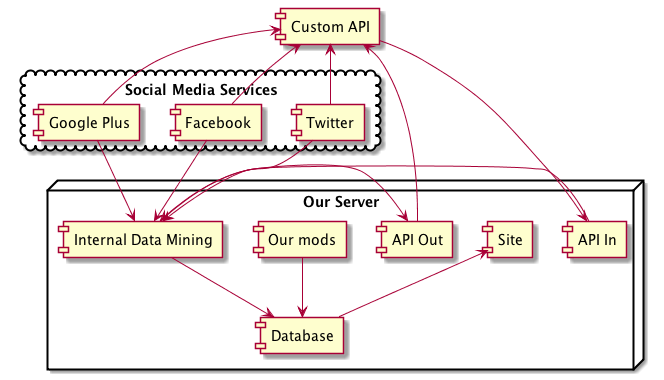 Custom API
Social Media Services
Google Plus
Facebook
Twitter
Our Server
Internal Data Mining
Our mods
API Out
Site
API In
Database